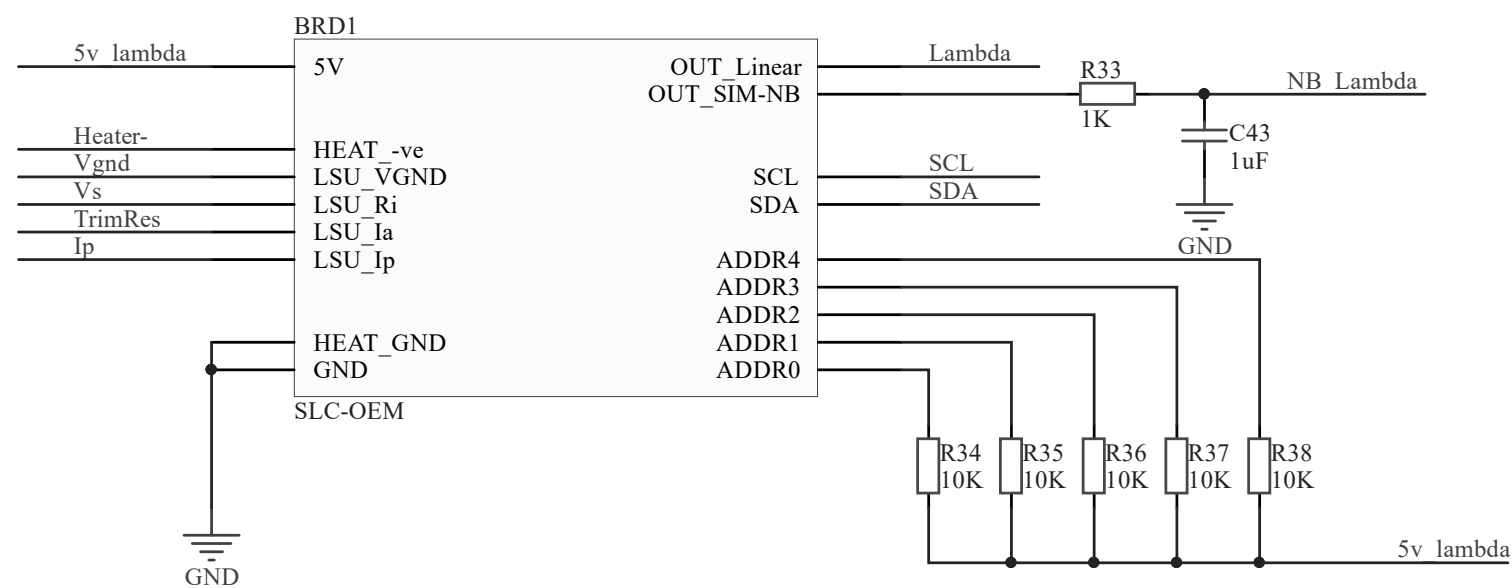 BRD1
5v_lambda
5V
OUT_Linear
Lambda
R33
OUT_SIM-NB
NB_Lambda
1K
C43
1uF
Heater-
HEAT_-ve
Vgnd
LSU_VGND
SCL
SCL
Vs
LSU_Ri
SDA
SDA
TrimRes
LSU_Ia
GND
Ip
LSU_Ip
ADDR4
ADDR3
ADDR2
HEAT_GND
ADDR1
GND
ADDR0
SLC-OEM
R34
10K
R35
10K
R36
10K
R37
10K
R38
10K
5v_lambda
GND